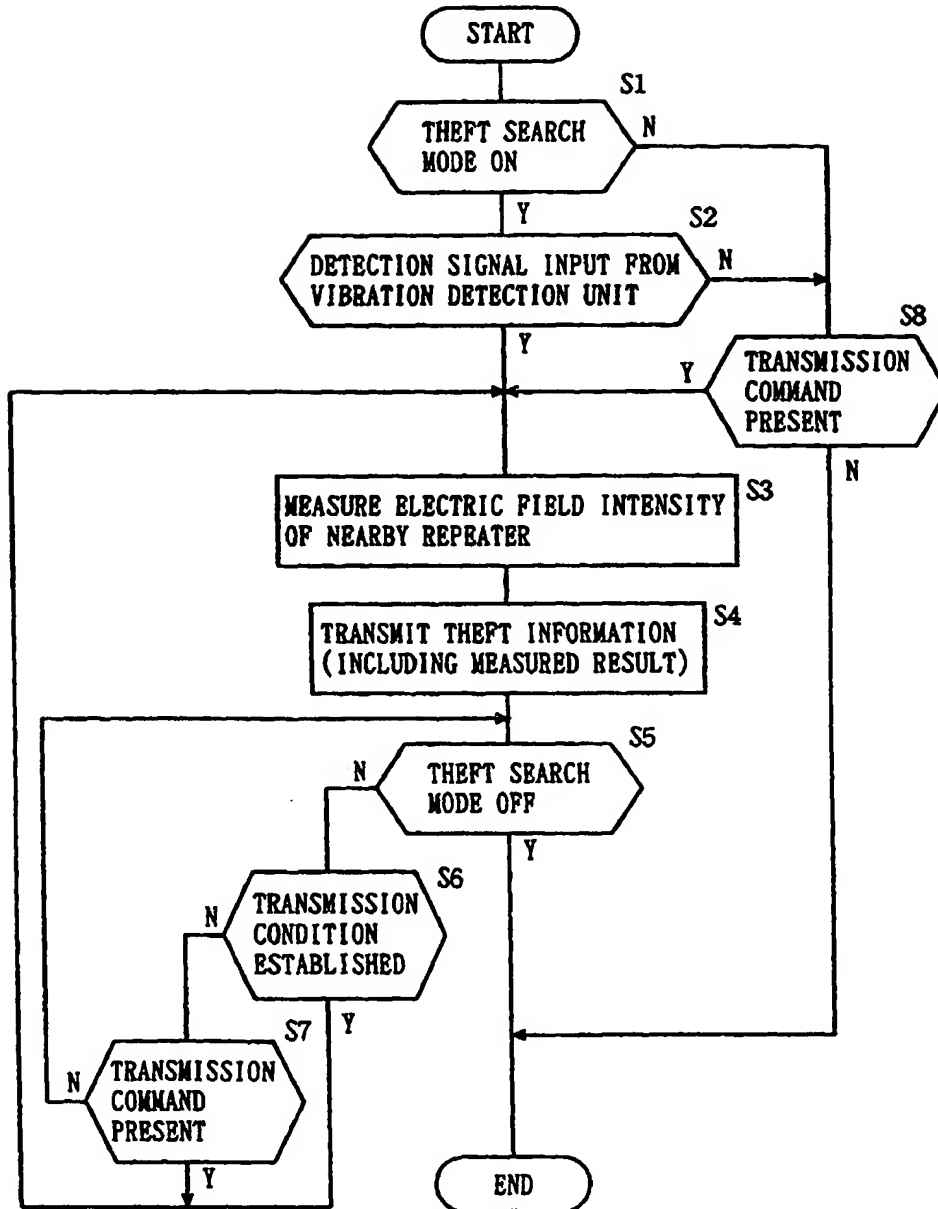 START
S1
THEFT SEARCH
MODE ON
N
Y
S2
DETECTION SIGNAL INPUT FROM
VIBRATION DETECTION UNIT
N
Y
S8
TRANSMISSION
COMMAND
PRESENT
Y
N
S3
MEASURE ELECTRIC FIELD INTENSITY
OF NEARBY REPEATER
S4
TRANSMIT THEFT INFORMATION
(INCLUDING MEASURED RESULT)
S5
THEFT SEARCH
MODE OFF
N
Y
S6
TRANSMISSION
CONDITION
ESTABLISHED
N
Y
S7
TRANSMISSION
COMMAND
PRESENT
N
Y
END